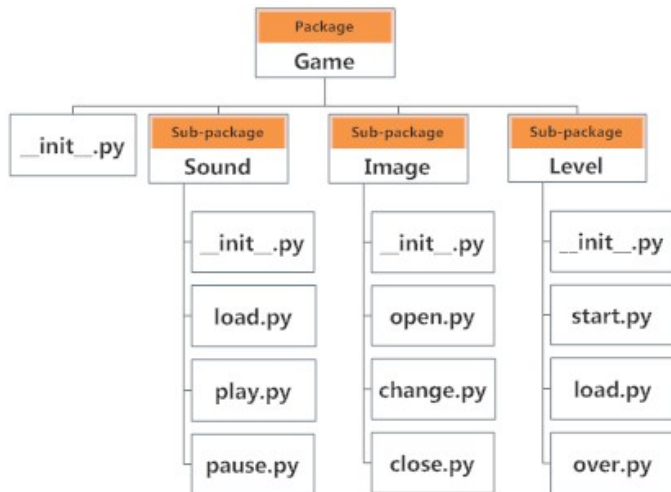 Package
Game
__init__.py
Sub-package
Sound
__init__.py
load.py
play.py
pause.py
Sub-package
Image
__init__.py
open.py
change.py
close.py
Sub-package
Level
__init__.py
start.py
load.py
over.py